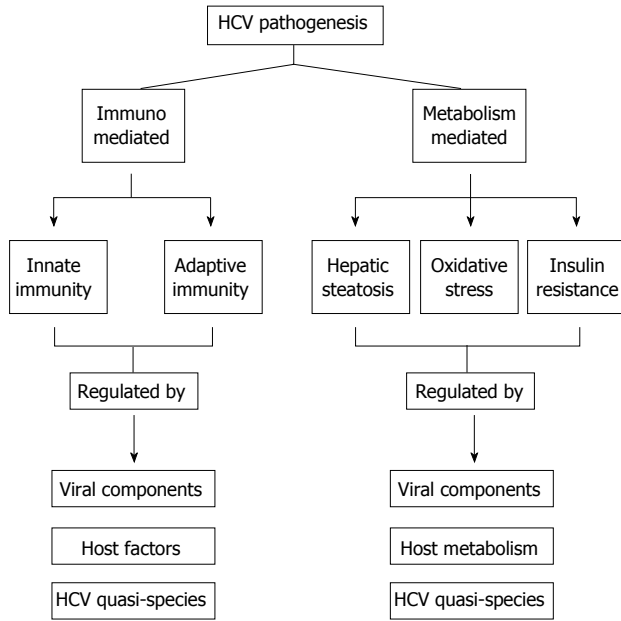 HCV pathogenesis
Immuno
mediated
Metabolism
mediated
Innate
immunity
Adaptive
immunity
Hepatic
steatosis
Oxidative
stress
Insulin
resistance
Regulated by
Regulated by
Viral components
Viral components
Host factors
Host metabolism
HCV quasi-species
HCV quasi-species